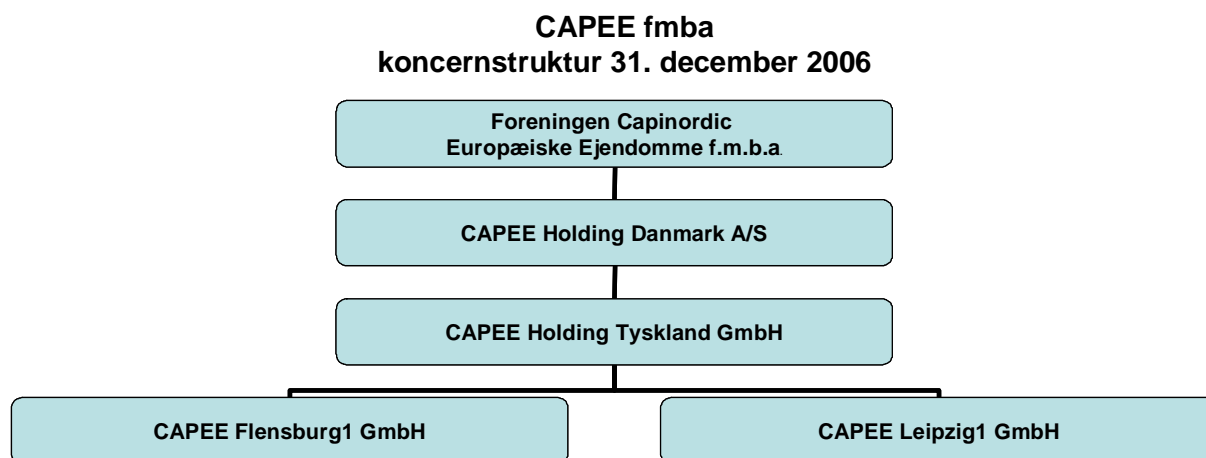 CAPEE fmba
koncernstruktur 31. december 2006
Foreningen Capinordic
Europæiske Ejendomme f.m.b.a.
CAPEE Holding Danmark A/S
CAPEE Holding Tyskland GmbH
CAPEE Flensburg1 GmbH
CAPEE Leipzig1 GmbH